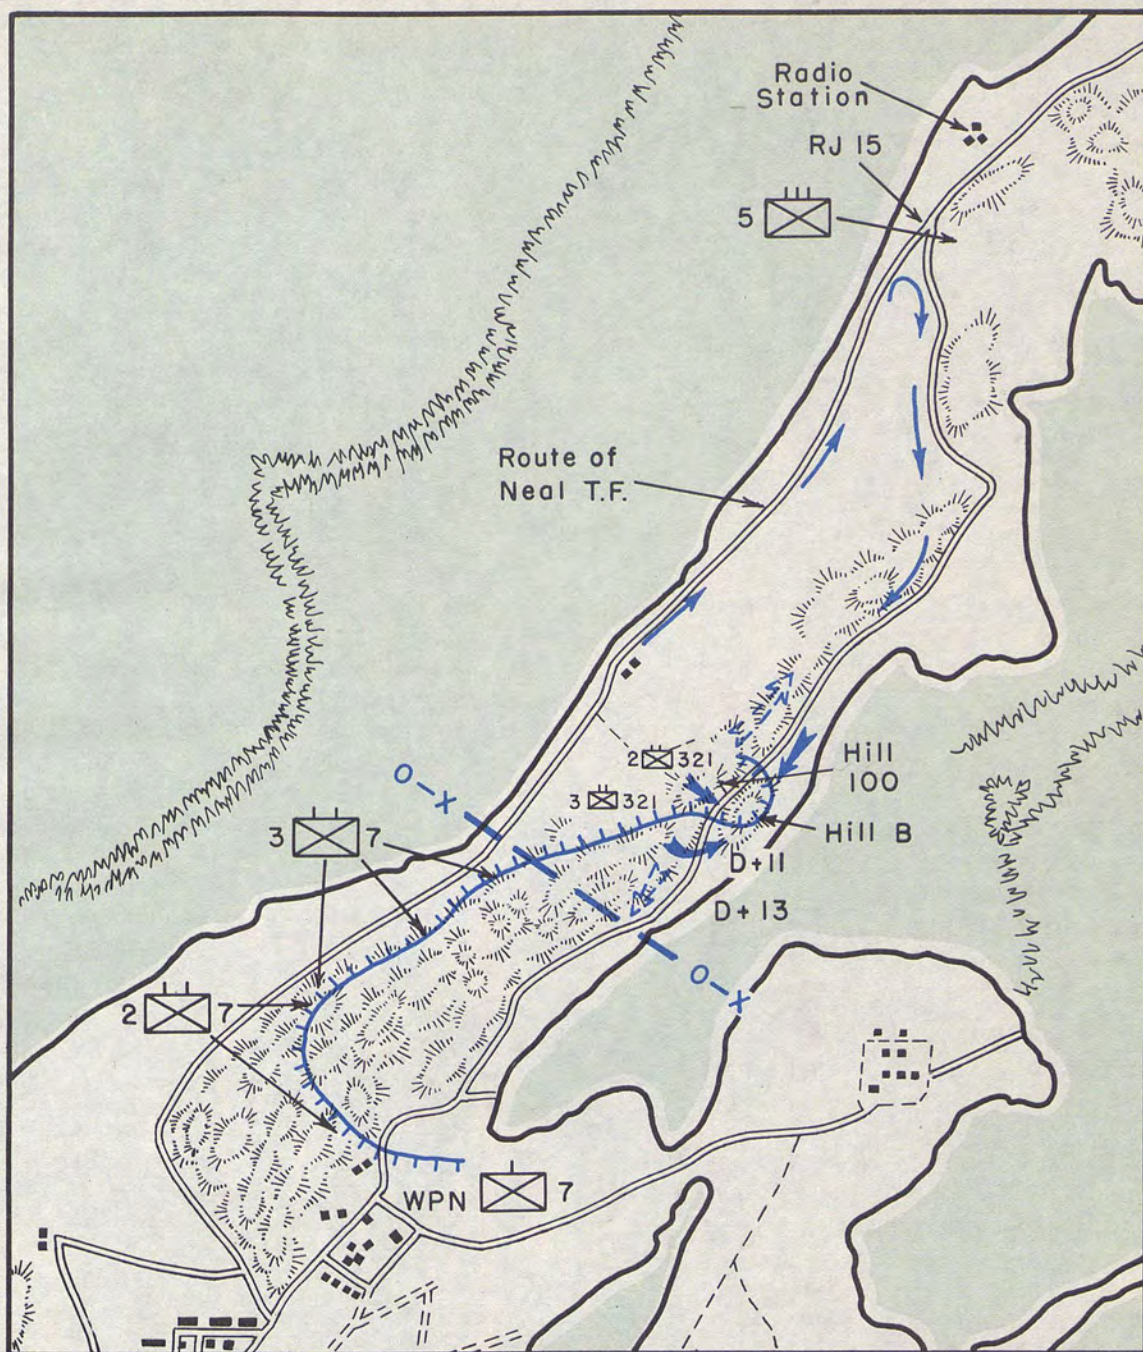 Radio
Station
RJ 15
5
Route of
Neal T.F.
2 321
Hill
100
3 321
O-X
Hill B
3 7
D+11
D+13
O-X
2 7
WPN 7